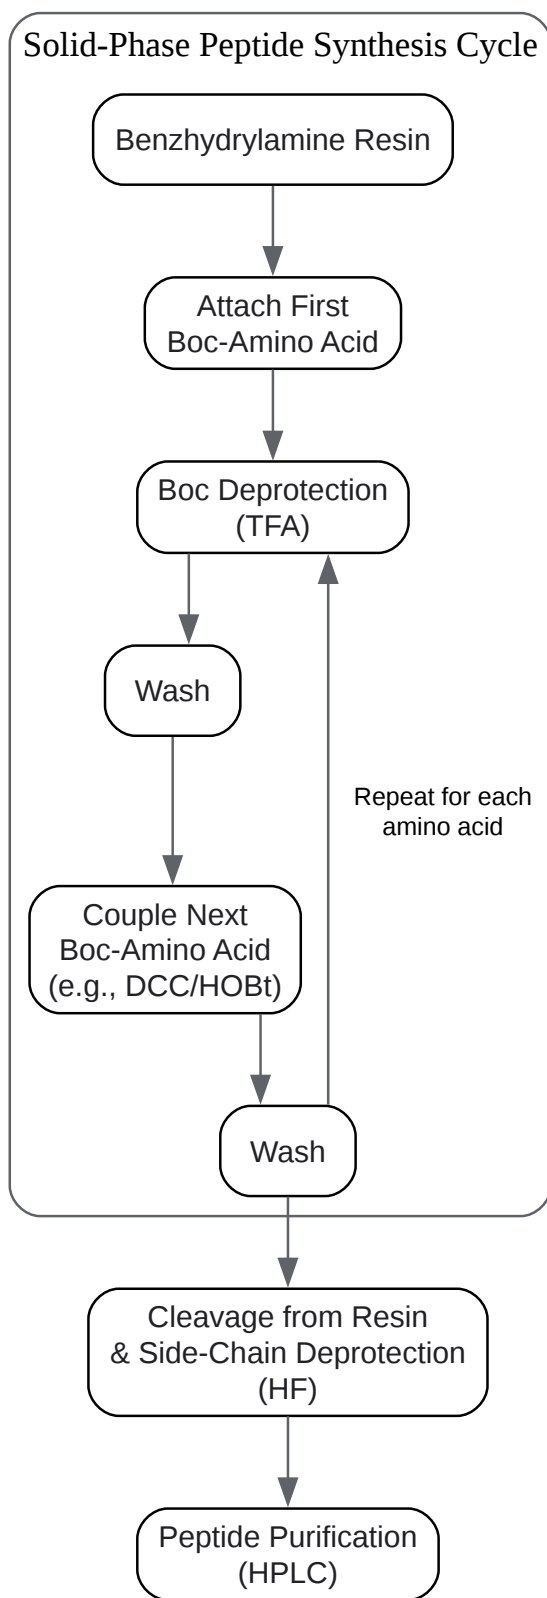 Solid-Phase Peptide Synthesis Cycle
Benzhydrylamine Resin
Attach First
Boc-Amino Acid
Boc Deprotection
(TFA)
Wash
Repeat for each
amino acid
Couple Next
Boc-Amino Acid
(e.g., DCC/HOBt)
Wash
Cleavage from Resin
& Side-Chain Deprotection
(HF)
Peptide Purification
(HPLC)